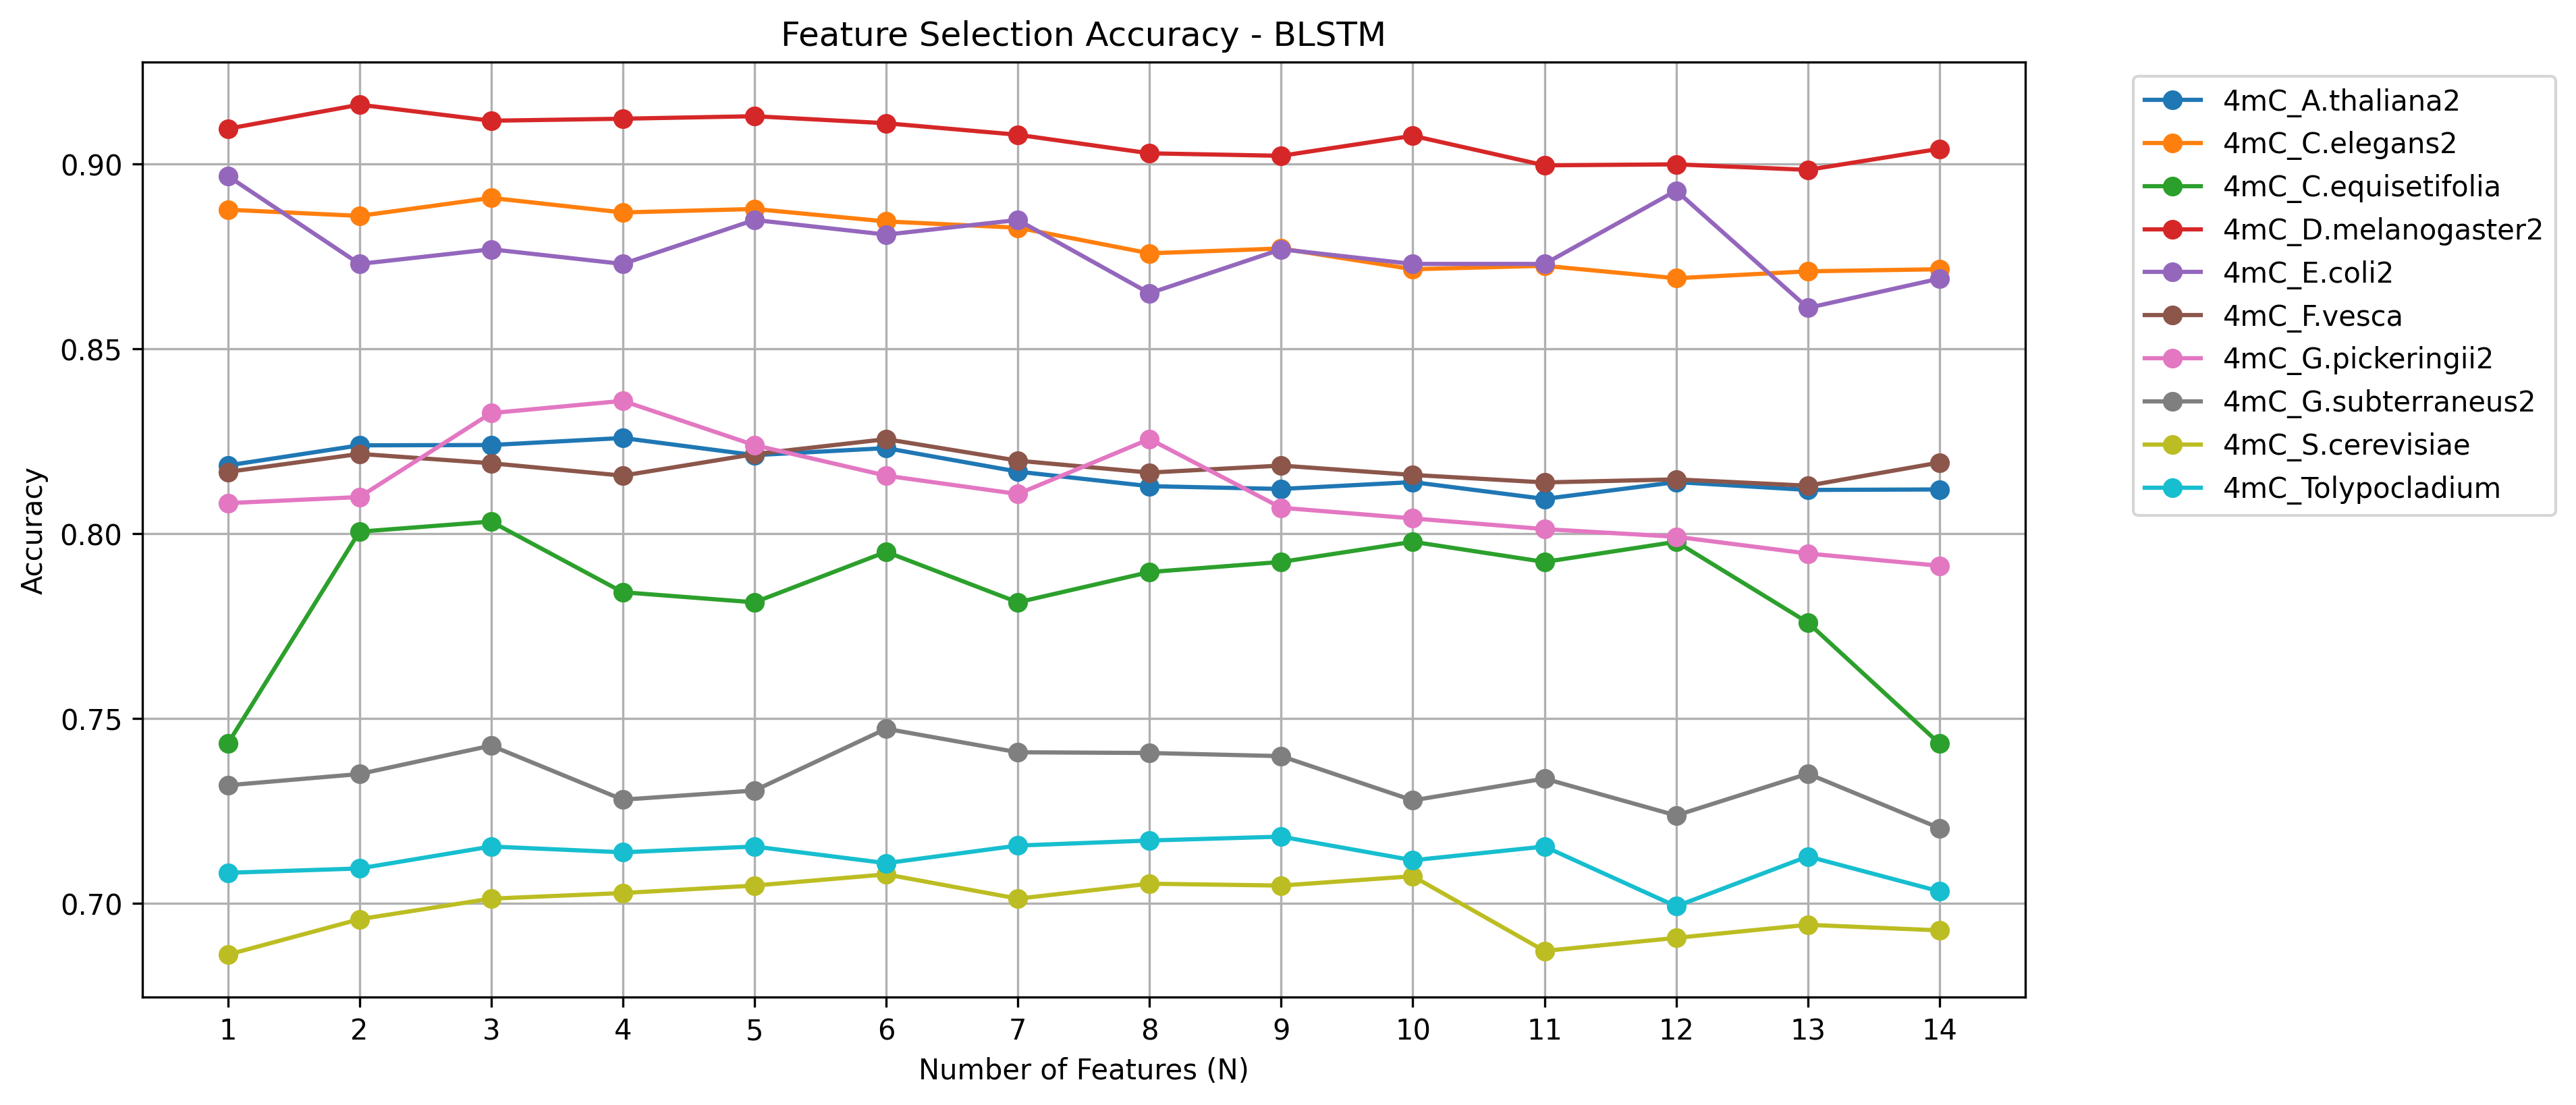 Feature Selection Accuracy - BLSTM
Accuracy
0.90
0.85
0.80
0.75
0.70
1 2 3 4 5 6 7 8 9 10 11 12 13 14
Number of Features (N)
4mC_A.thaliana2
4mC_C.elegans2
4mC_C.equisetifolia
4mC_D.melanogaster2
4mC_E.coli2
4mC_F.vesca
4mC_G.pickeringii2
4mC_G.subterraneus2
4mC_S.cerevisiae
4mC_Tolypocladium